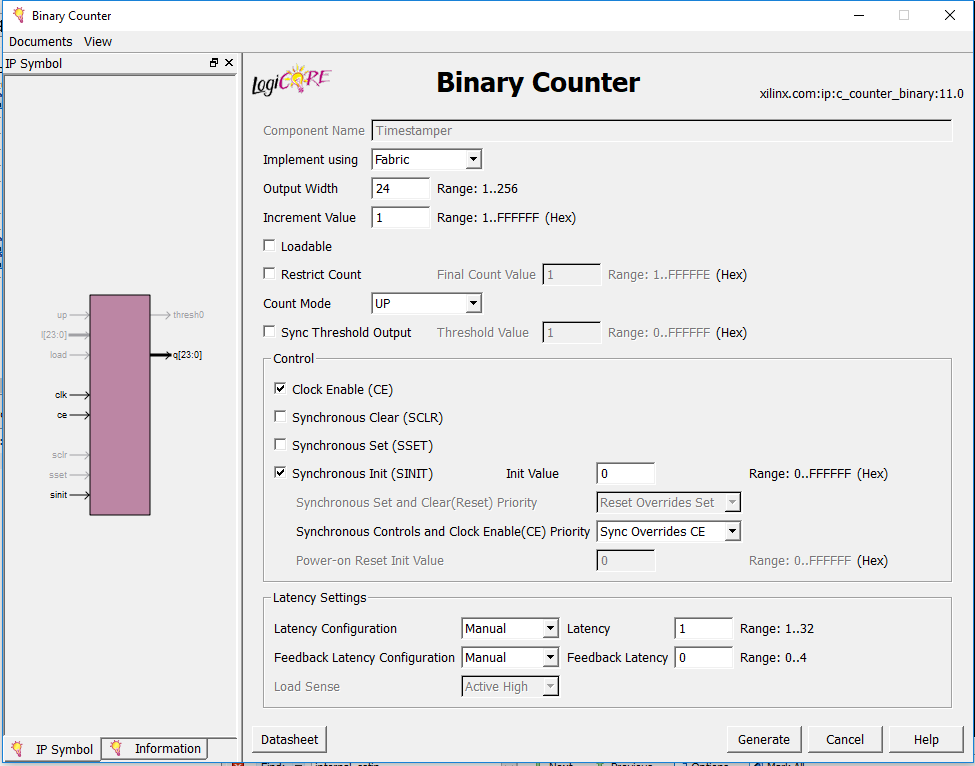 Binary Counter
Documents View
IP Symbol
LogiCORE
Binary Counter
xilinx.com:ip:c_counter_binary:11.0
Component Name Timestamper
Implement using Fabric
Output Width 24 Range: 1..256
Increment Value 1 Range: 1..FFFFFF (Hex)
Loadable
Restrict Count Final Count Value 1 Range: 1..FFFFFE (Hex)
Count Mode UP
Sync Threshold Output Threshold Value 1 Range: 0..FFFFFF (Hex)
Control
Clock Enable (CE)
Synchronous Clear (SCLR)
Synchronous Set (SSET)
Synchronous Init (SINIT) Init Value 0 Range: 0..FFFFFF (Hex)
Synchronous Set and Clear(Reset) Priority Reset Overrides Set
Synchronous Controls and Clock Enable(CE) Priority Sync Overrides CE
Power-on Reset Init Value 0 Range: 0..FFFFFF (Hex)
Latency Settings
Latency Configuration Manual Latency 1 Range: 1..32
Feedback Latency Configuration Manual Feedback Latency 0 Range: 0..4
Load Sense Active High
up
l[23:0]
load
clk
ce
sclr
sset
sinit
thresh0
q[23:0]
IP Symbol Information
Datasheet Generate Cancel Help